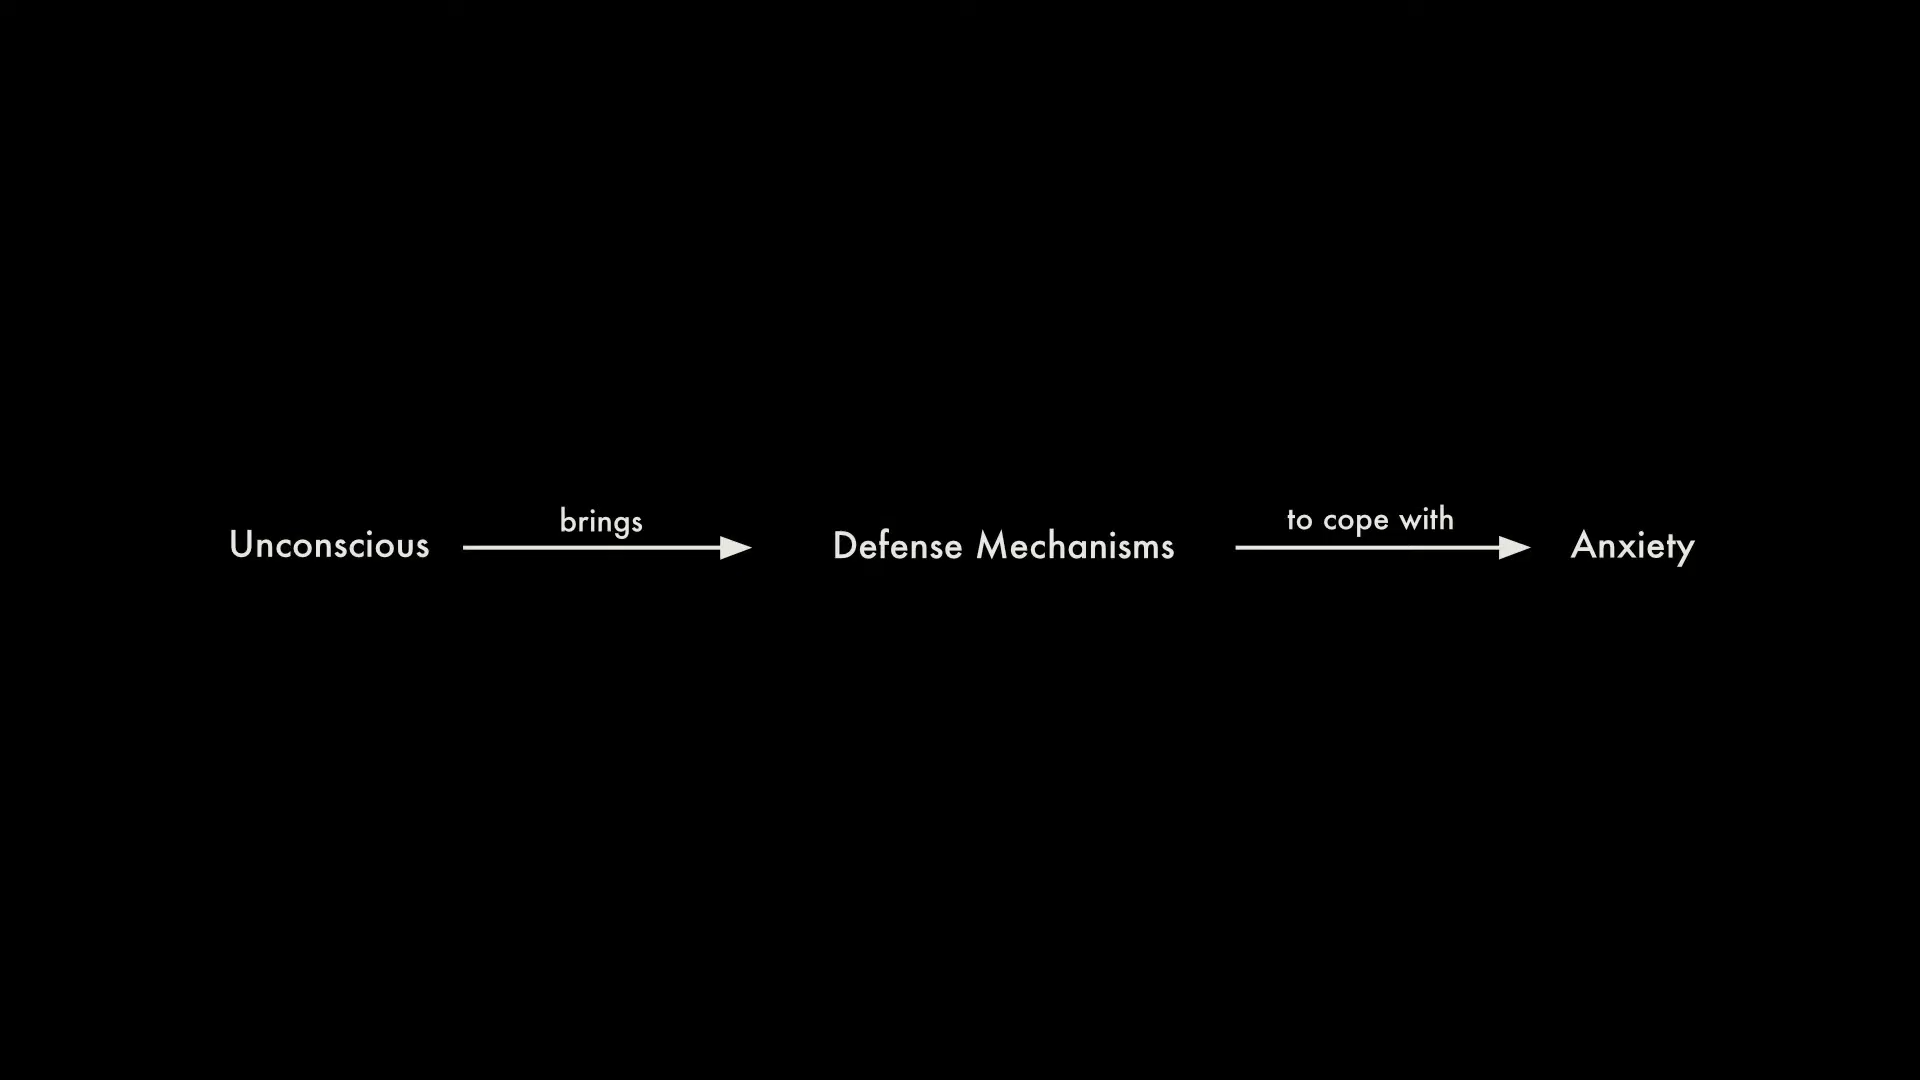 Unconscious
brings
Defense Mechanisms
to cope with
Anxiety